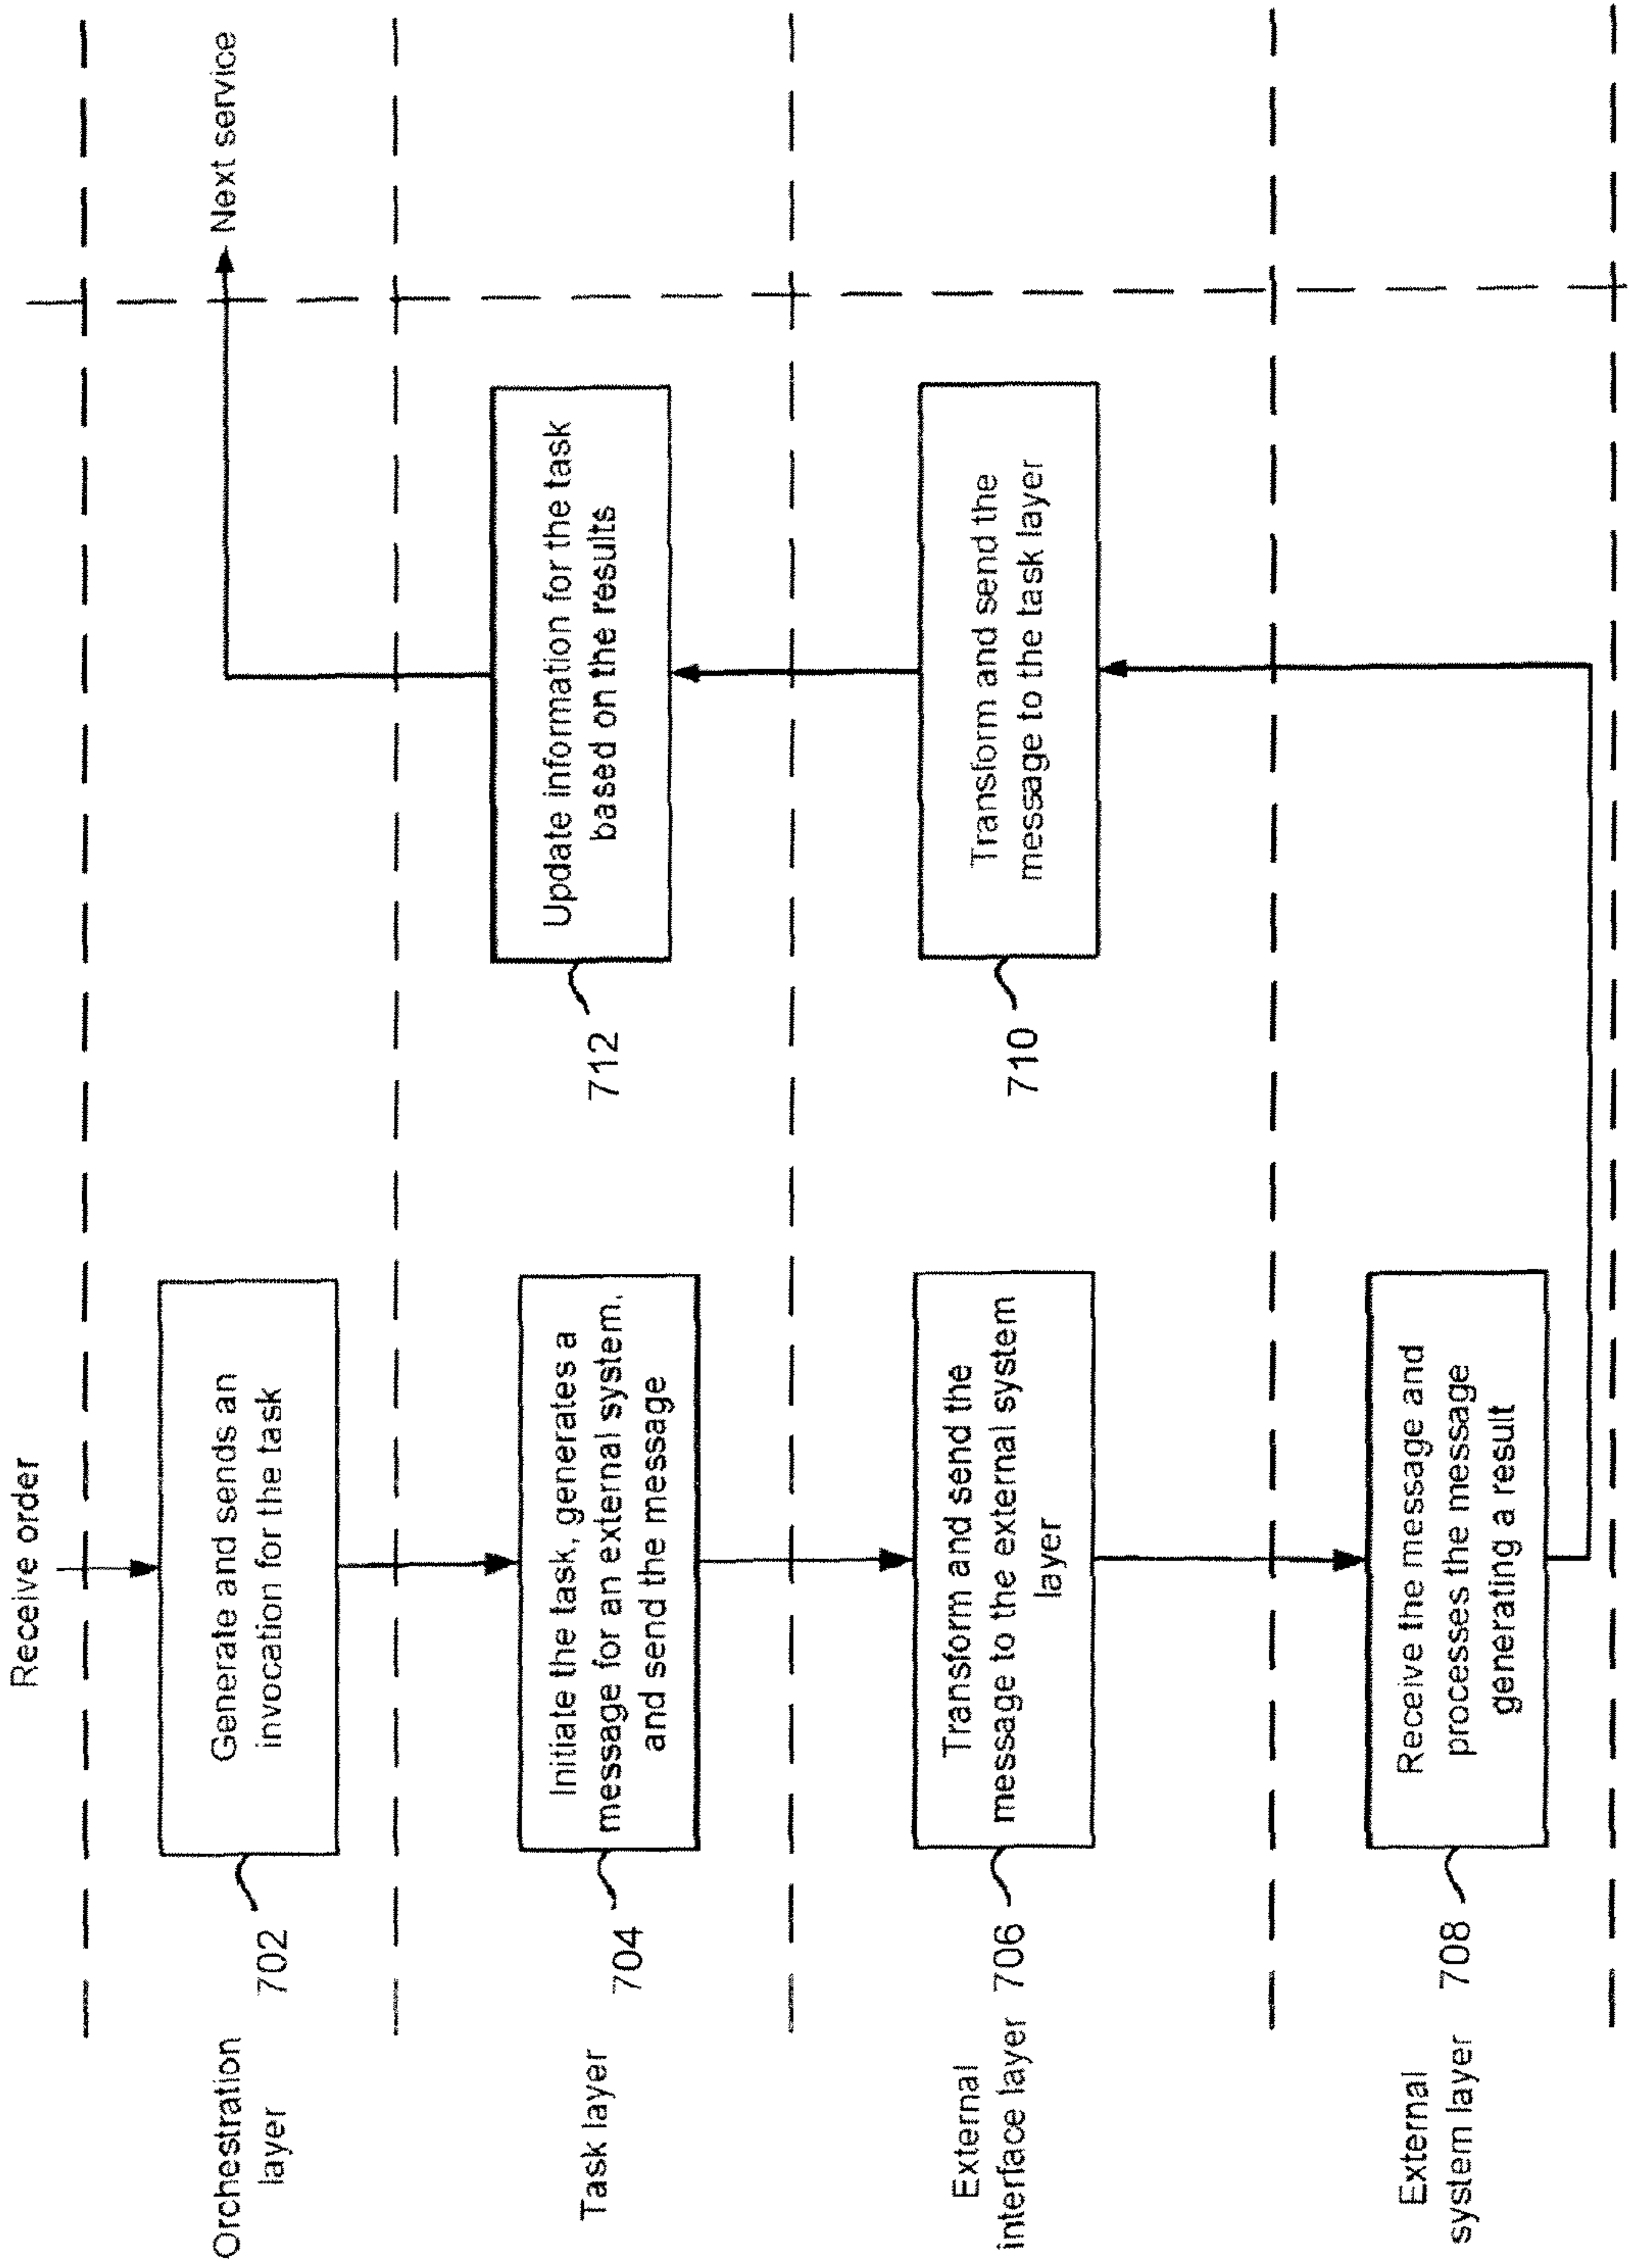 Receive order
Orchestration
layer
702
Generate and sends an
invocation for the task
Next service
Task layer
704
Initiate the task, generates a
message for an external system,
and send the message
712
Update information for the task
based on the results
External
interface layer
706
Transform and send the
message to the external system
layer
710
Transform and send the
message to the task layer
External
system layer
708
Receive the message and
processes the message
generating a result